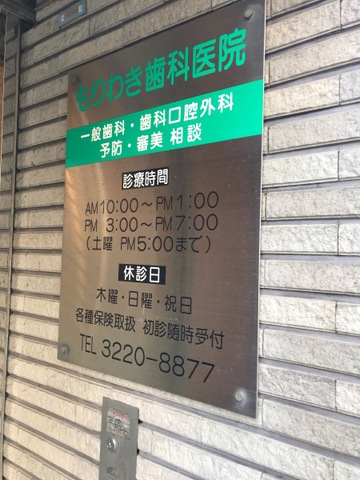 もりわき歯科医院
一般歯科・歯科口腔外科
予防・審美 相談
診療時間
AM10:00～PM1:00
PM 3:00～PM7:00
(土曜 PM5:00まで)
休診日
木曜・日曜・祝日
各種保険取扱 初診随時受付
TEL 3220-8877